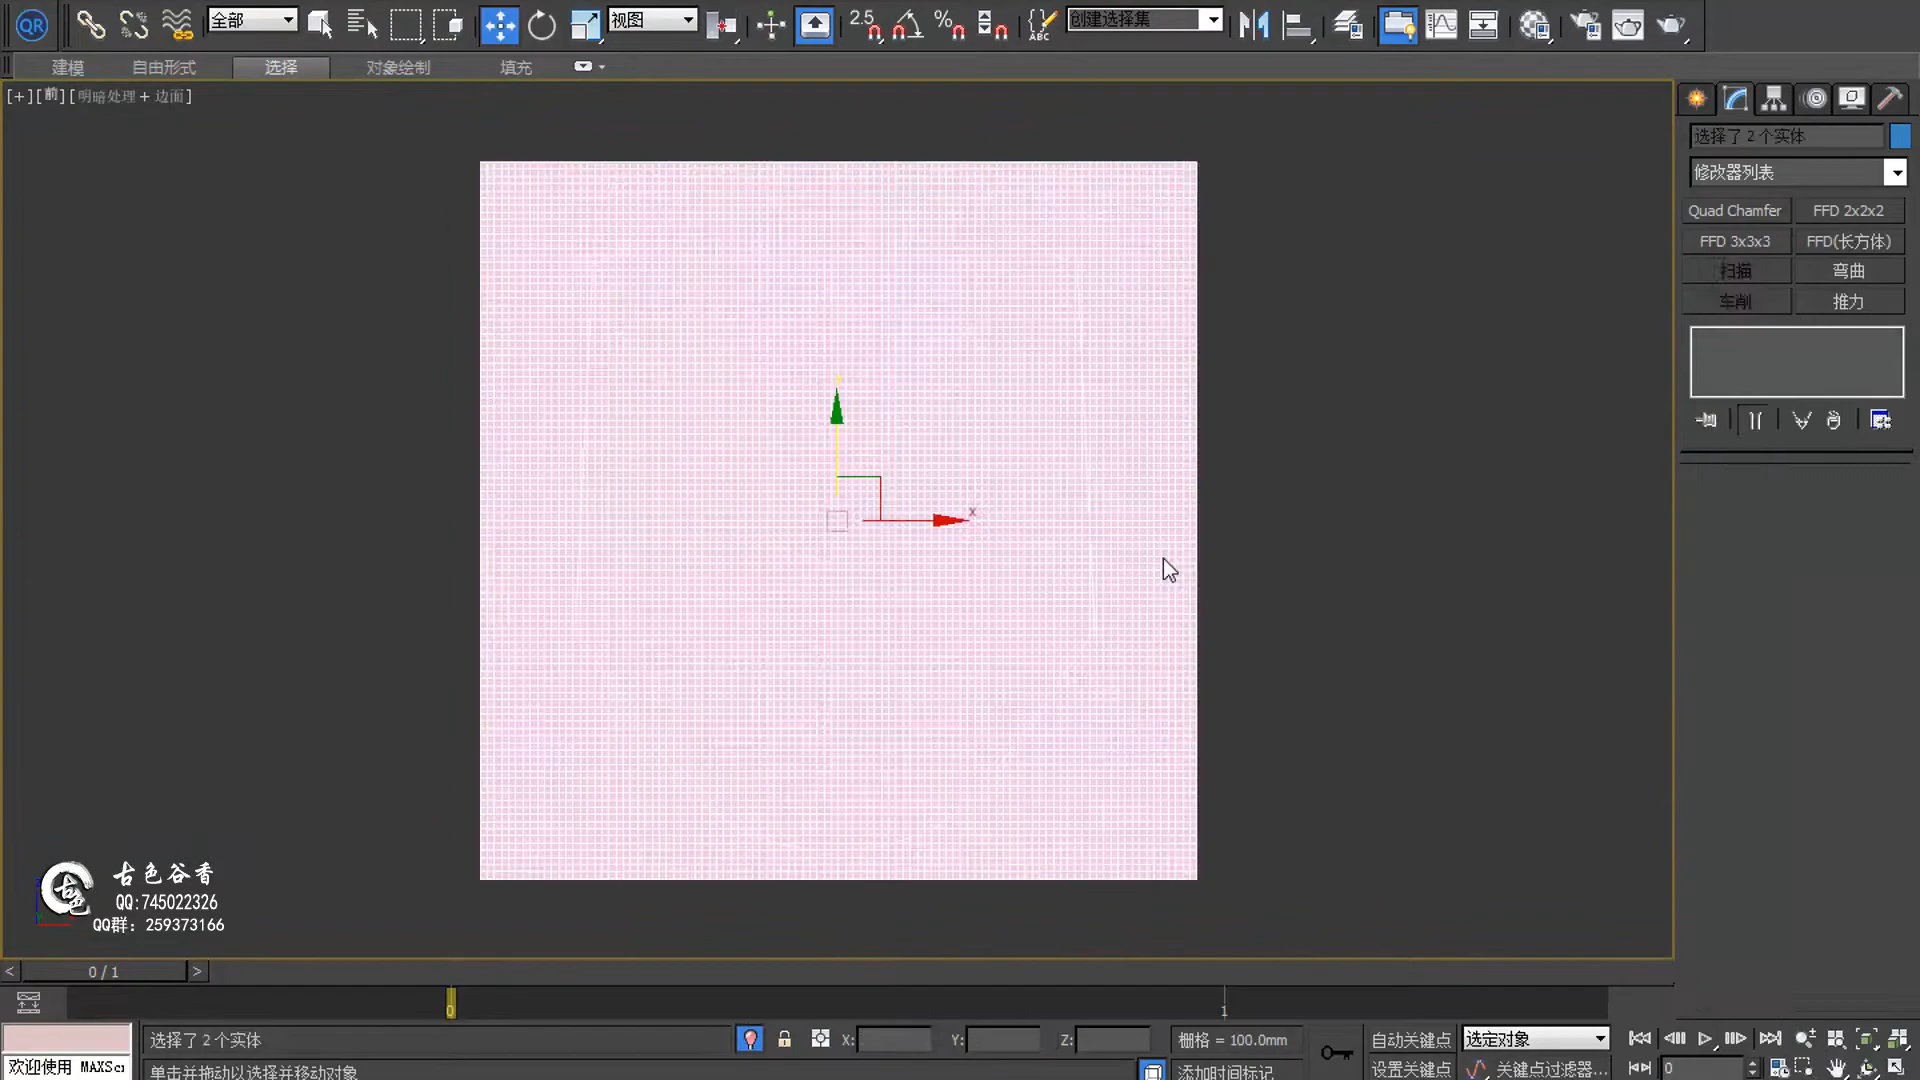 QR 全部 视图 2.5 % ABC 创建选择集
建模 自由形式 选择 对象绘制 填充
[+][前][明暗处理 + 边面]
选择了 2 个实体
修改器列表
Quad Chamfer FFD 2x2x2
FFD 3x3x3 FFD(长方体)
扫描 弯曲
车削 推力
y
x
古色谷香
QQ:745022326
QQ群: 259373166
< 0 / 1 >
0 1
选择了 2 个实体 X: Y: Z: 栅格 = 100.0mm 自动关键点 选定对象
欢迎使用 MAXSc
单击并拖动以选择并移动对象 添加时间标记 设置关键点 关键点过滤器... 0